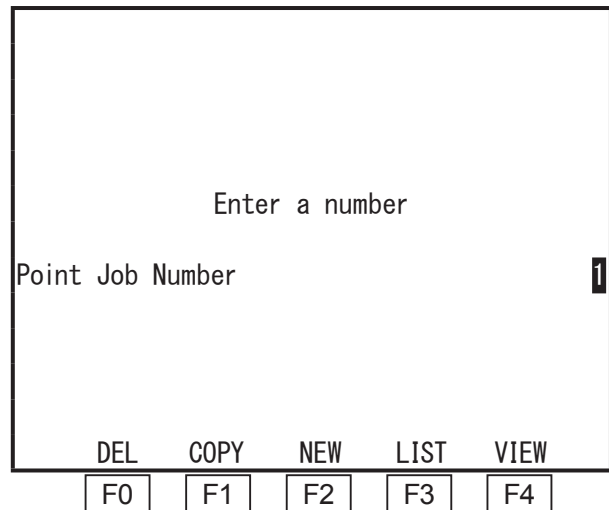 Enter a number
Point Job Number 1
DEL COPY NEW LIST VIEW
F0 F1 F2 F3 F4